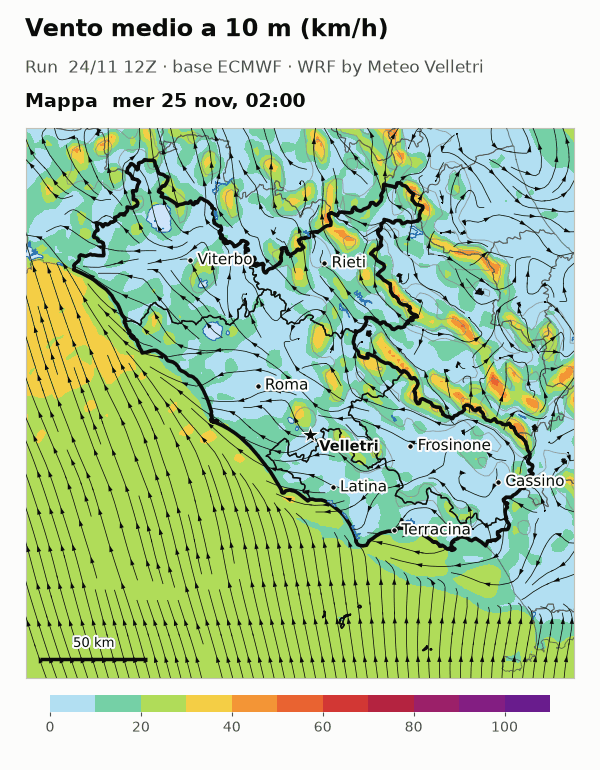 Vento medio a 10 m (km/h)
Run 24/11 12Z · base ECMWF · WRF by Meteo Velletri
Mappa mer 25 nov, 02:00
Viterbo
Rieti
Roma
Velletri
Frosinone
Latina
Cassino
Terracina
50 km
0 20 40 60 80 100